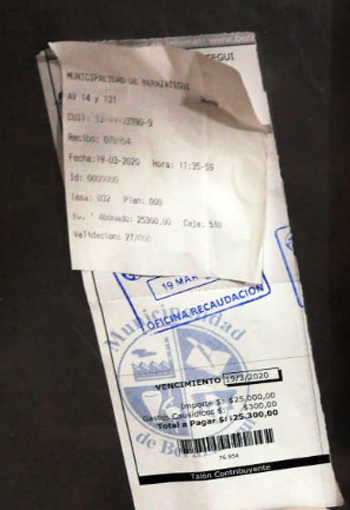 MUNICIPALIDAD DE BERAZATEGUI
AV 14 y 131
CUIT:
Recibo: 076954
Fecha:19-03-2020 Hora: 11:35-59
id: 0000000
Tasa: 032 Plan: 000
Abonado: 25300.00 Caja: 510
Validacion: 27/
19 MAR
OFICINA RECAUDACIÓN
Municipalidad
de
VENCIMIENTO 19/3/2020
Importe $: $25.000,00
Gastos Causidicos $: $300,00
Total a Pagar $: $25.300,00
76.954
Talón Contribuyente